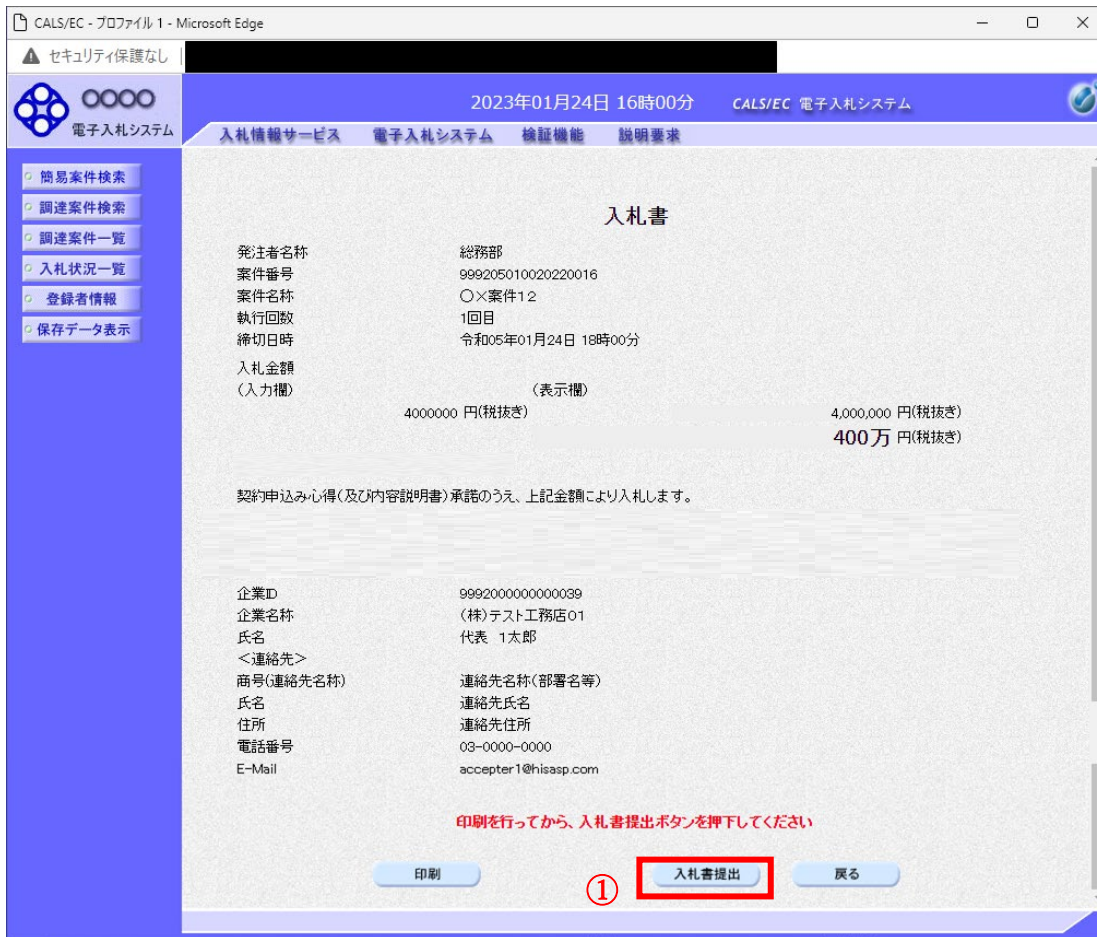 CALS/EC - プロファイル 1 - Microsoft Edge
セキュリティ保護なし
〇〇〇〇
電子入札システム
2023年01月24日 16時00分 CALS/EC 電子入札システム
入札情報サービス 電子入札システム 検証機能 説明要求
簡易案件検索
調達案件検索
調達案件一覧
入札状況一覧
登録者情報
保存データ表示
入札書
発注者名称 総務部
案件番号 999205010020220016
案件名称 〇×案件12
執行回数 1回目
締切日時 令和05年01月24日 18時00分
入札金額
(入力欄) (表示欄)
4000000 円(税抜き) 4,000,000 円(税抜き)
400万 円(税抜き)
契約申込み心得(及び内容説明書)承諾のうえ、上記金額により入札します。
企業ID 9992000000000039
企業名称 (株)テスト工務店01
氏名 代表 1太郎
<連絡先>
商号(連絡先名称) 連絡先名称(部署名等)
氏名 連絡先氏名
住所 連絡先住所
電話番号 03-0000-0000
E-Mail accepter1@hisasp.com
印刷を行ってから、入札書提出ボタンを押下してください
印刷 ① 入札書提出 戻る